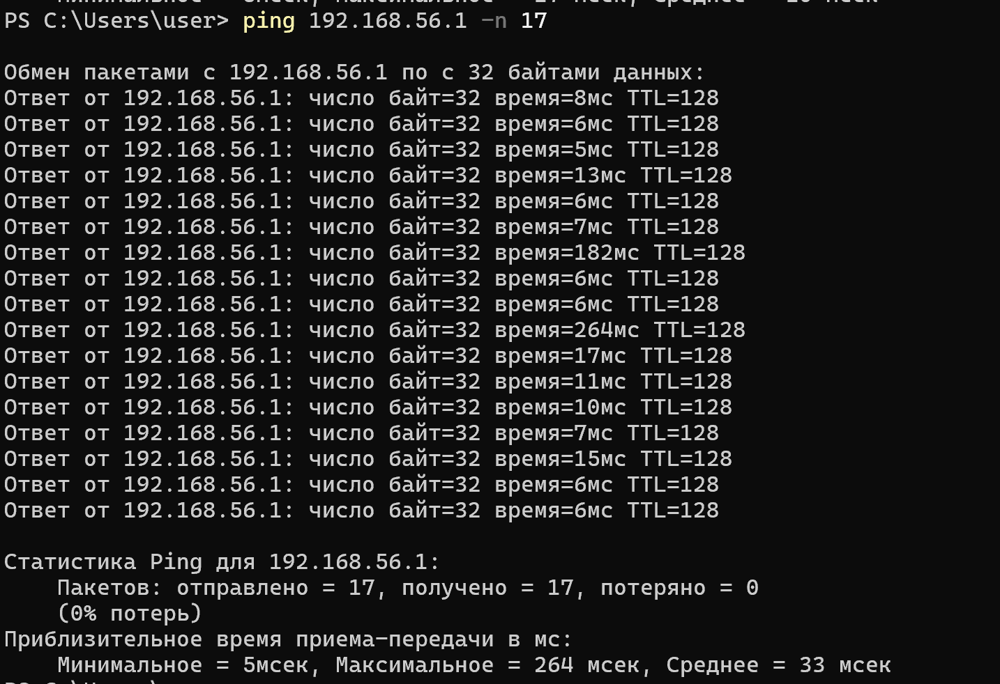 Минимальное = 6мсек, Максимальное = 27 мсек, Среднее = 10 мсек
PS C:\Users\user> ping 192.168.56.1 -n 17
Обмен пакетами с 192.168.56.1 по с 32 байтами данных:
Ответ от 192.168.56.1: число байт=32 время=8мс TTL=128
Ответ от 192.168.56.1: число байт=32 время=6мс TTL=128
Ответ от 192.168.56.1: число байт=32 время=5мс TTL=128
Ответ от 192.168.56.1: число байт=32 время=13мс TTL=128
Ответ от 192.168.56.1: число байт=32 время=6мс TTL=128
Ответ от 192.168.56.1: число байт=32 время=7мс TTL=128
Ответ от 192.168.56.1: число байт=32 время=182мс TTL=128
Ответ от 192.168.56.1: число байт=32 время=6мс TTL=128
Ответ от 192.168.56.1: число байт=32 время=6мс TTL=128
Ответ от 192.168.56.1: число байт=32 время=264мс TTL=128
Ответ от 192.168.56.1: число байт=32 время=17мс TTL=128
Ответ от 192.168.56.1: число байт=32 время=11мс TTL=128
Ответ от 192.168.56.1: число байт=32 время=10мс TTL=128
Ответ от 192.168.56.1: число байт=32 время=7мс TTL=128
Ответ от 192.168.56.1: число байт=32 время=15мс TTL=128
Ответ от 192.168.56.1: число байт=32 время=6мс TTL=128
Ответ от 192.168.56.1: число байт=32 время=6мс TTL=128
Статистика Ping для 192.168.56.1:
Пакетов: отправлено = 17, получено = 17, потеряно = 0
(0% потерь)
Приблизительное время приема-передачи в мс:
Минимальное = 5мсек, Максимальное = 264 мсек, Среднее = 33 мсек